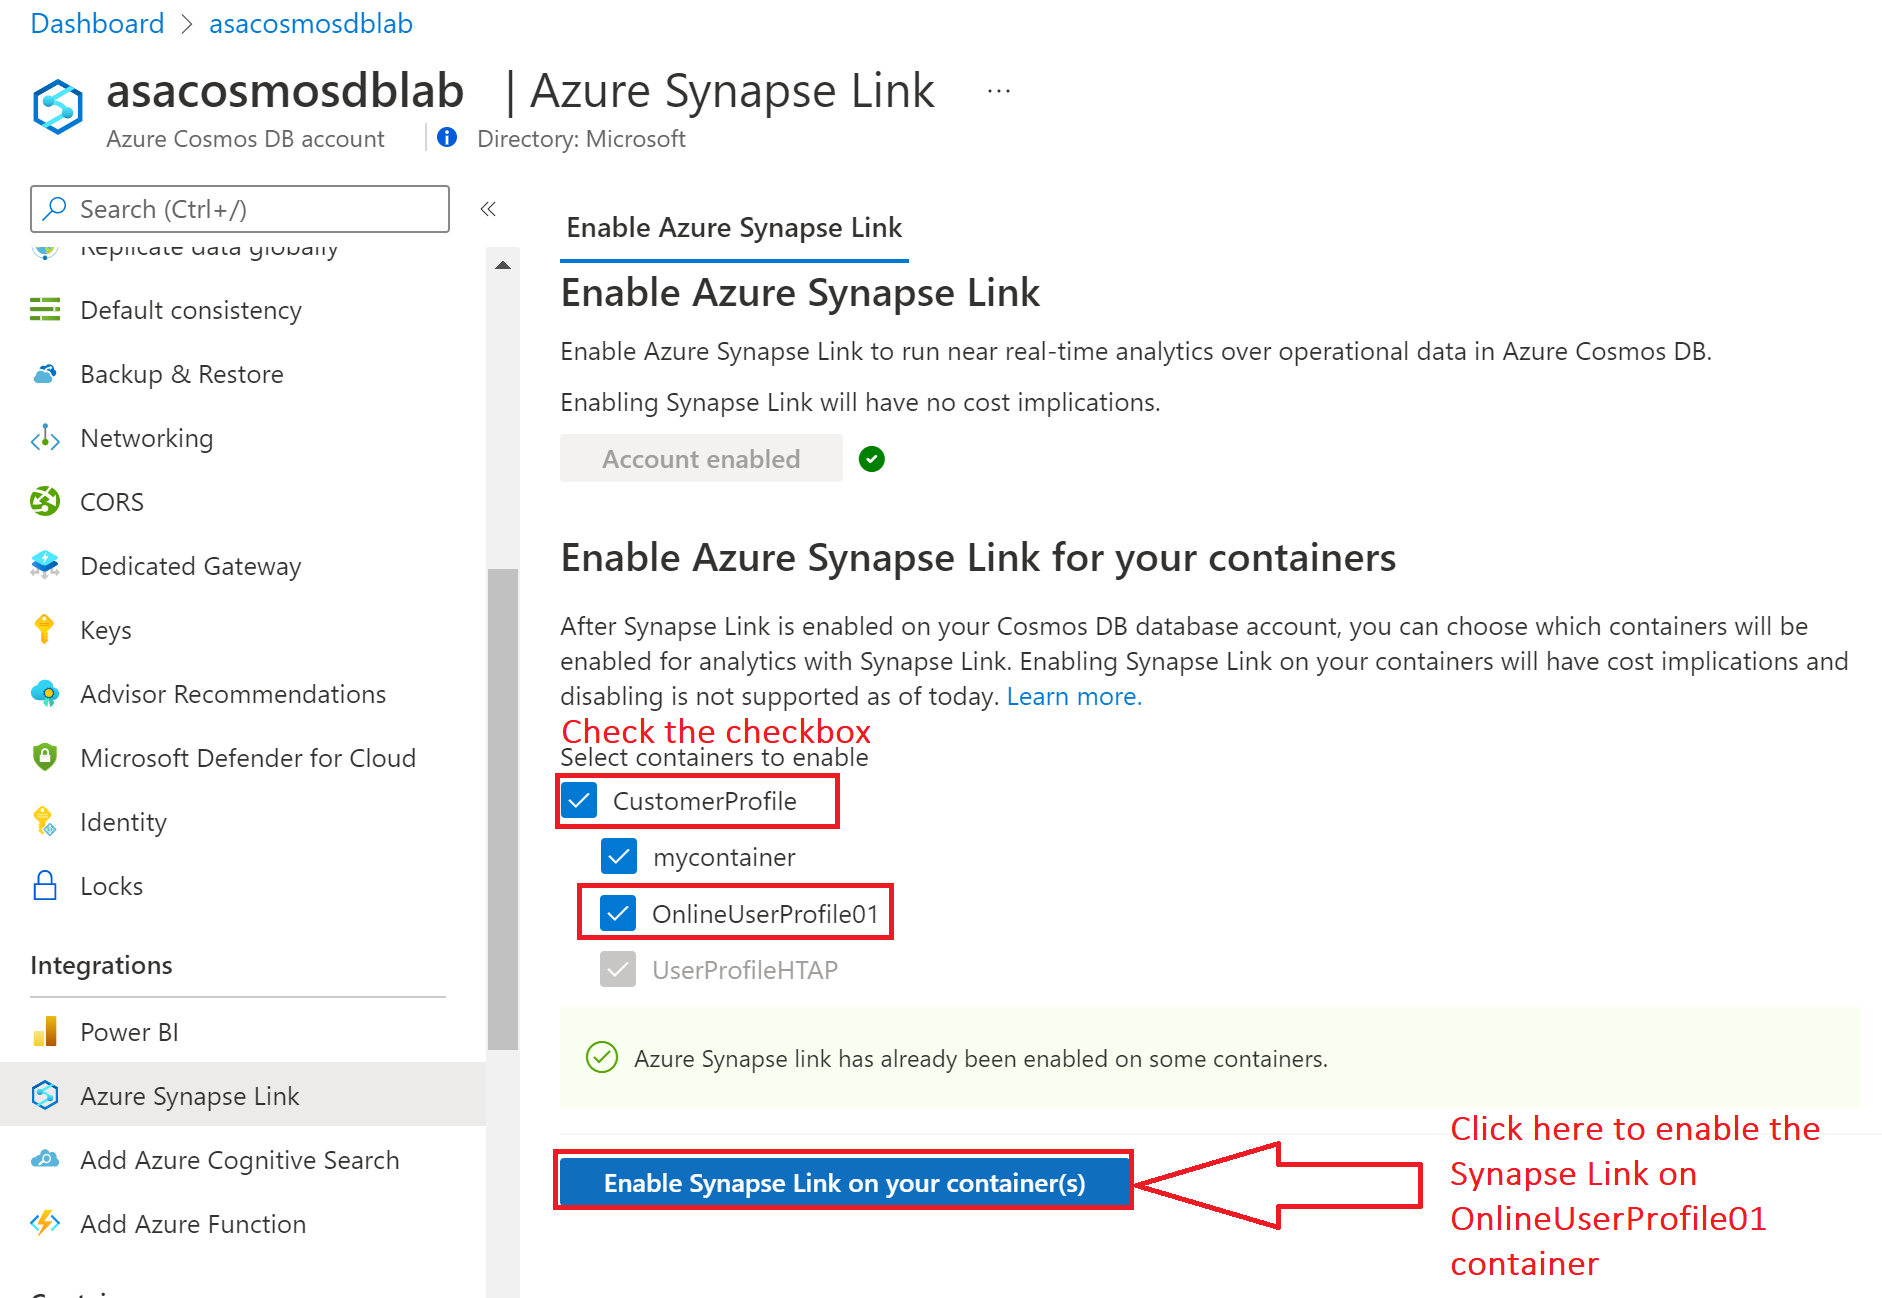 Dashboard > asacosmosdblab
asacosmosdblab | Azure Synapse Link ...
Azure Cosmos DB account
Directory: Microsoft
Search (Ctrl+/)
«
Replicate data globally
Default consistency
Backup & Restore
Networking
CORS
Dedicated Gateway
Keys
Advisor Recommendations
Microsoft Defender for Cloud
Identity
Locks
Integrations
Power BI
Azure Synapse Link
Add Azure Cognitive Search
Add Azure Function
Enable Azure Synapse Link
Enable Azure Synapse Link
Enable Azure Synapse Link to run near real-time analytics over operational data in Azure Cosmos DB.
Enabling Synapse Link will have no cost implications.
Account enabled
Enable Azure Synapse Link for your containers
After Synapse Link is enabled on your Cosmos DB database account, you can choose which containers will be
enabled for analytics with Synapse Link. Enabling Synapse Link on your containers will have cost implications and
disabling is not supported as of today. Learn more.
Check the checkbox
Select containers to enable
CustomerProfile
mycontainer
OnlineUserProfile01
UserProfileHTAP
Azure Synapse link has already been enabled on some containers.
Enable Synapse Link on your container(s)
Click here to enable the
Synapse Link on
OnlineUserProfile01
container